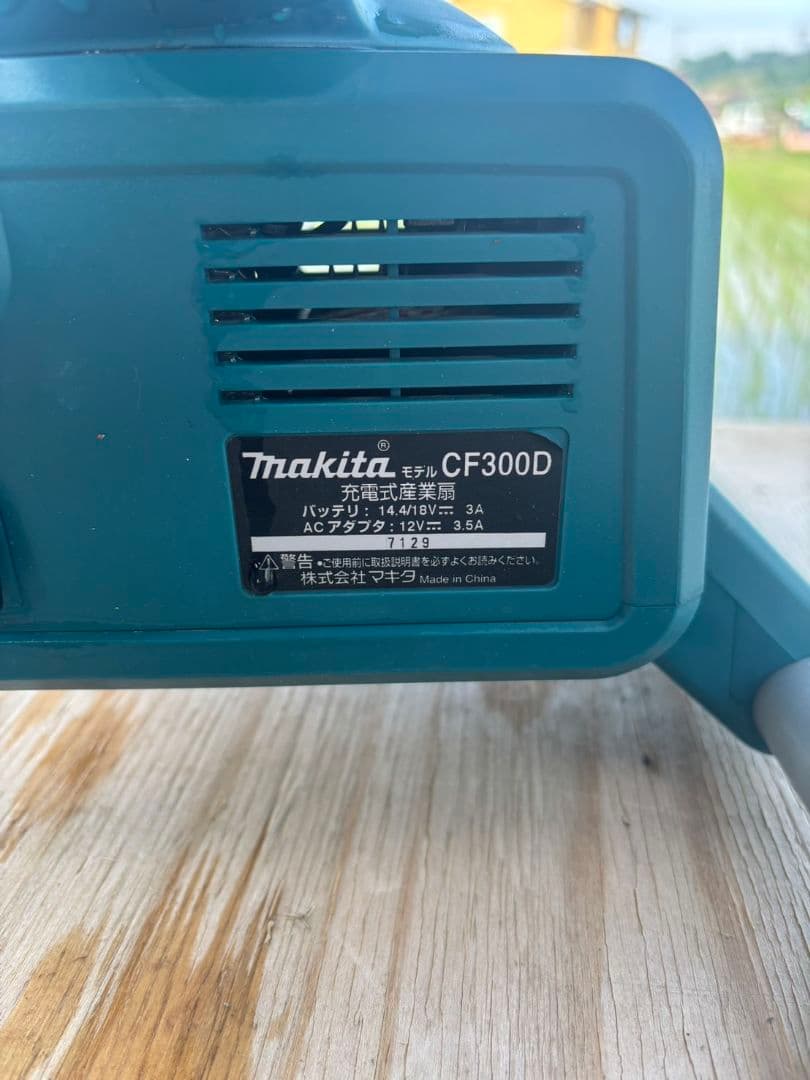 makita® モデル CF300D
充電式産業扇
バッテリ: 14.4/18V⎓ 3A
ACアダプタ: 12V⎓ 3.5A
7129
⚠警告 •ご使用前に取扱説明書を必ずよくお読みください。
株式会社マキタ Made in China